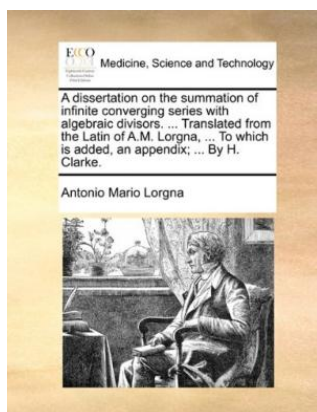 ECCO
Medicine, Science and Technology
A dissertation on the summation of
infinite converging series with
algebraic divisors. ... Translated from
the Latin of A.M. Lorgna, ... To which
is added, an appendix; ... By H.
Clarke.
Antonio Mario Lorgna